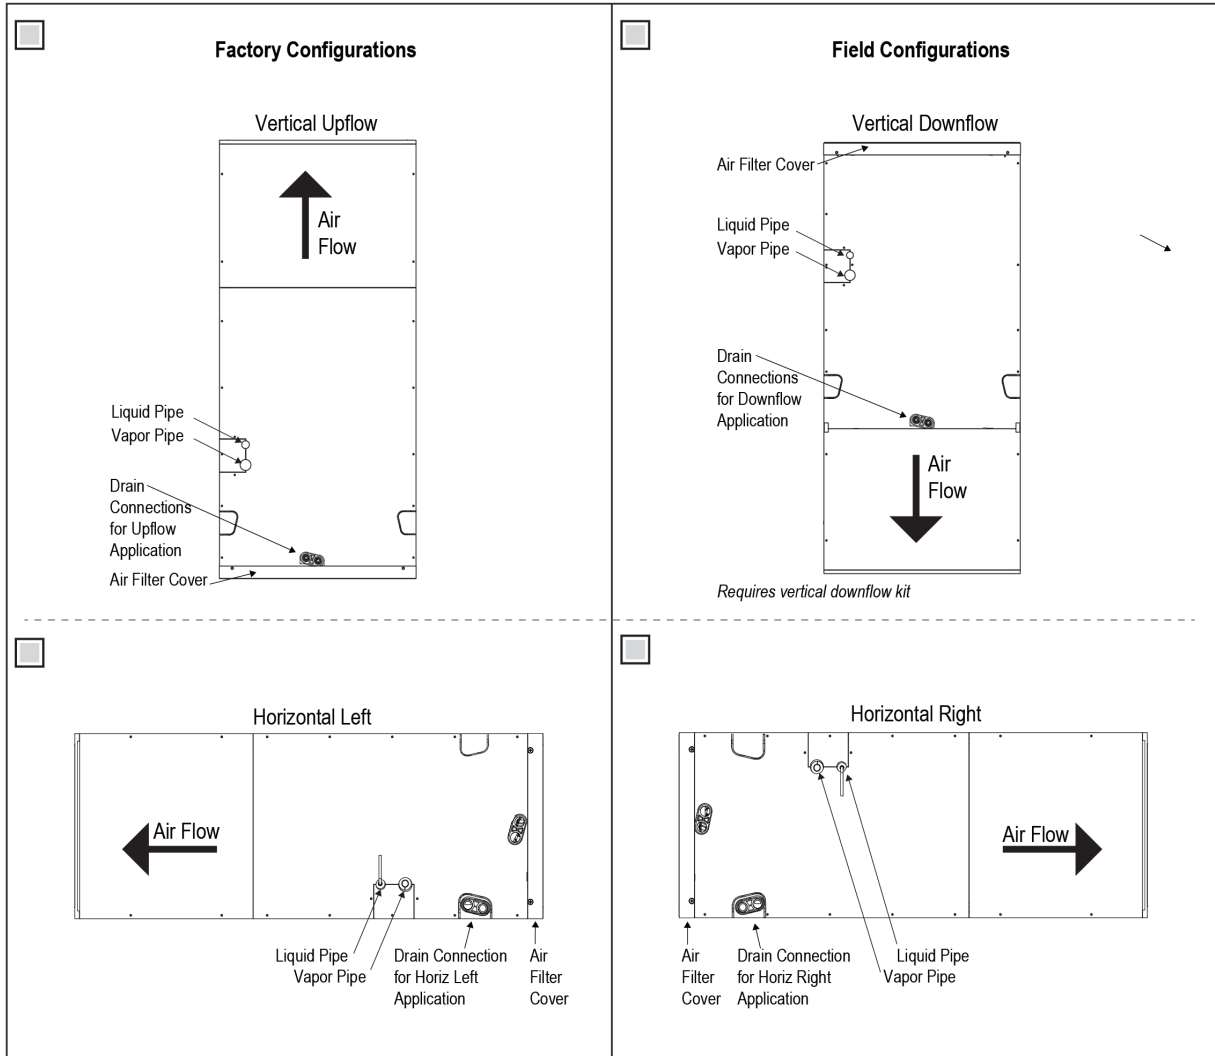 Factory Configurations
Vertical Upflow
Air
Flow
Liquid Pipe
Vapor Pipe
Drain
Connections
for Upflow
Application
Air Filter Cover
Field Configurations
Vertical Downflow
Air Filter Cover
Liquid Pipe
Vapor Pipe
Drain
Connections
for Downflow
Application
Air
Flow
Requires vertical downflow kit
Horizontal Left
Air Flow
Liquid Pipe
Vapor Pipe
Drain Connection
for Horiz Left
Application
Air
Filter
Cover
Horizontal Right
Air Flow
Air
Filter
Cover
Drain Connection
for Horiz Right
Application
Liquid Pipe
Vapor Pipe